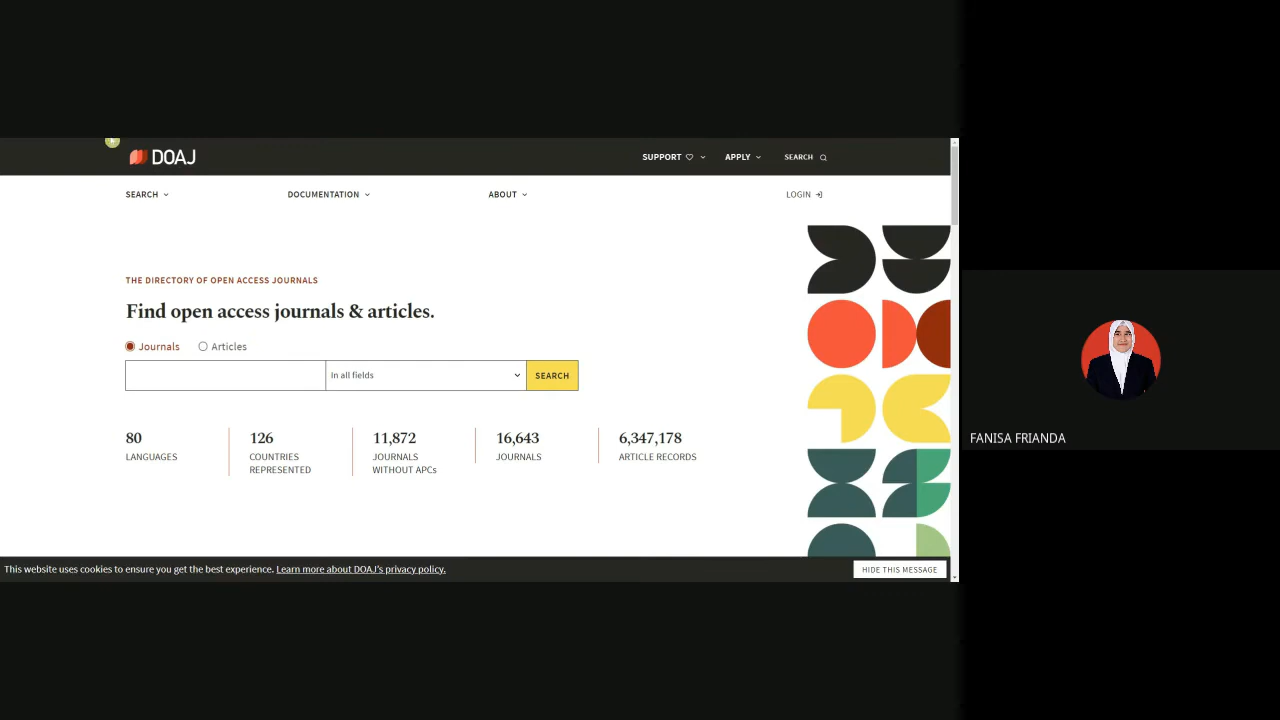 DOAJ
SUPPORT
APPLY
SEARCH
SEARCH
DOCUMENTATION
ABOUT
LOGIN
THE DIRECTORY OF OPEN ACCESS JOURNALS
Find open access journals & articles.
Journals
Articles
In all fields
SEARCH
80
LANGUAGES
126
COUNTRIES
REPRESENTED
11,872
JOURNALS
WITHOUT APCs
16,643
JOURNALS
6,347,178
ARTICLE RECORDS
This website uses cookies to ensure you get the best experience. Learn more about DOAJ's privacy policy.
HIDE THIS MESSAGE
FANISA FRIANDA